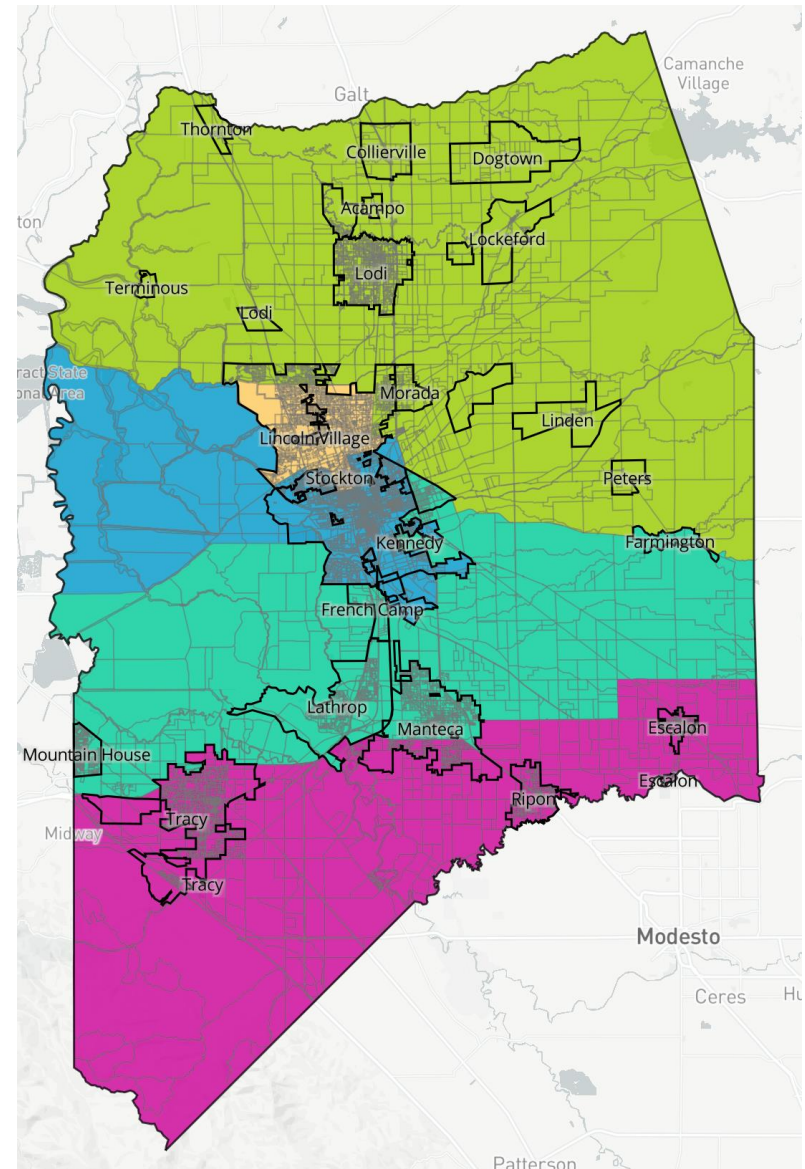 Camanche
Village
Galt
Thornton
Collierville
Dogtown
Acampo
Lockeford
Lodi
Terminous
Lodi
Morada
Linden
Lincoln Village
Stockton
Peters
Kennedy
Farmington
French Camp
Lathrop
Manteca
Escalon
Mountain House
Escalon
Ripon
Tracy
Midway
Tracy
Modesto
Ceres
Patterson